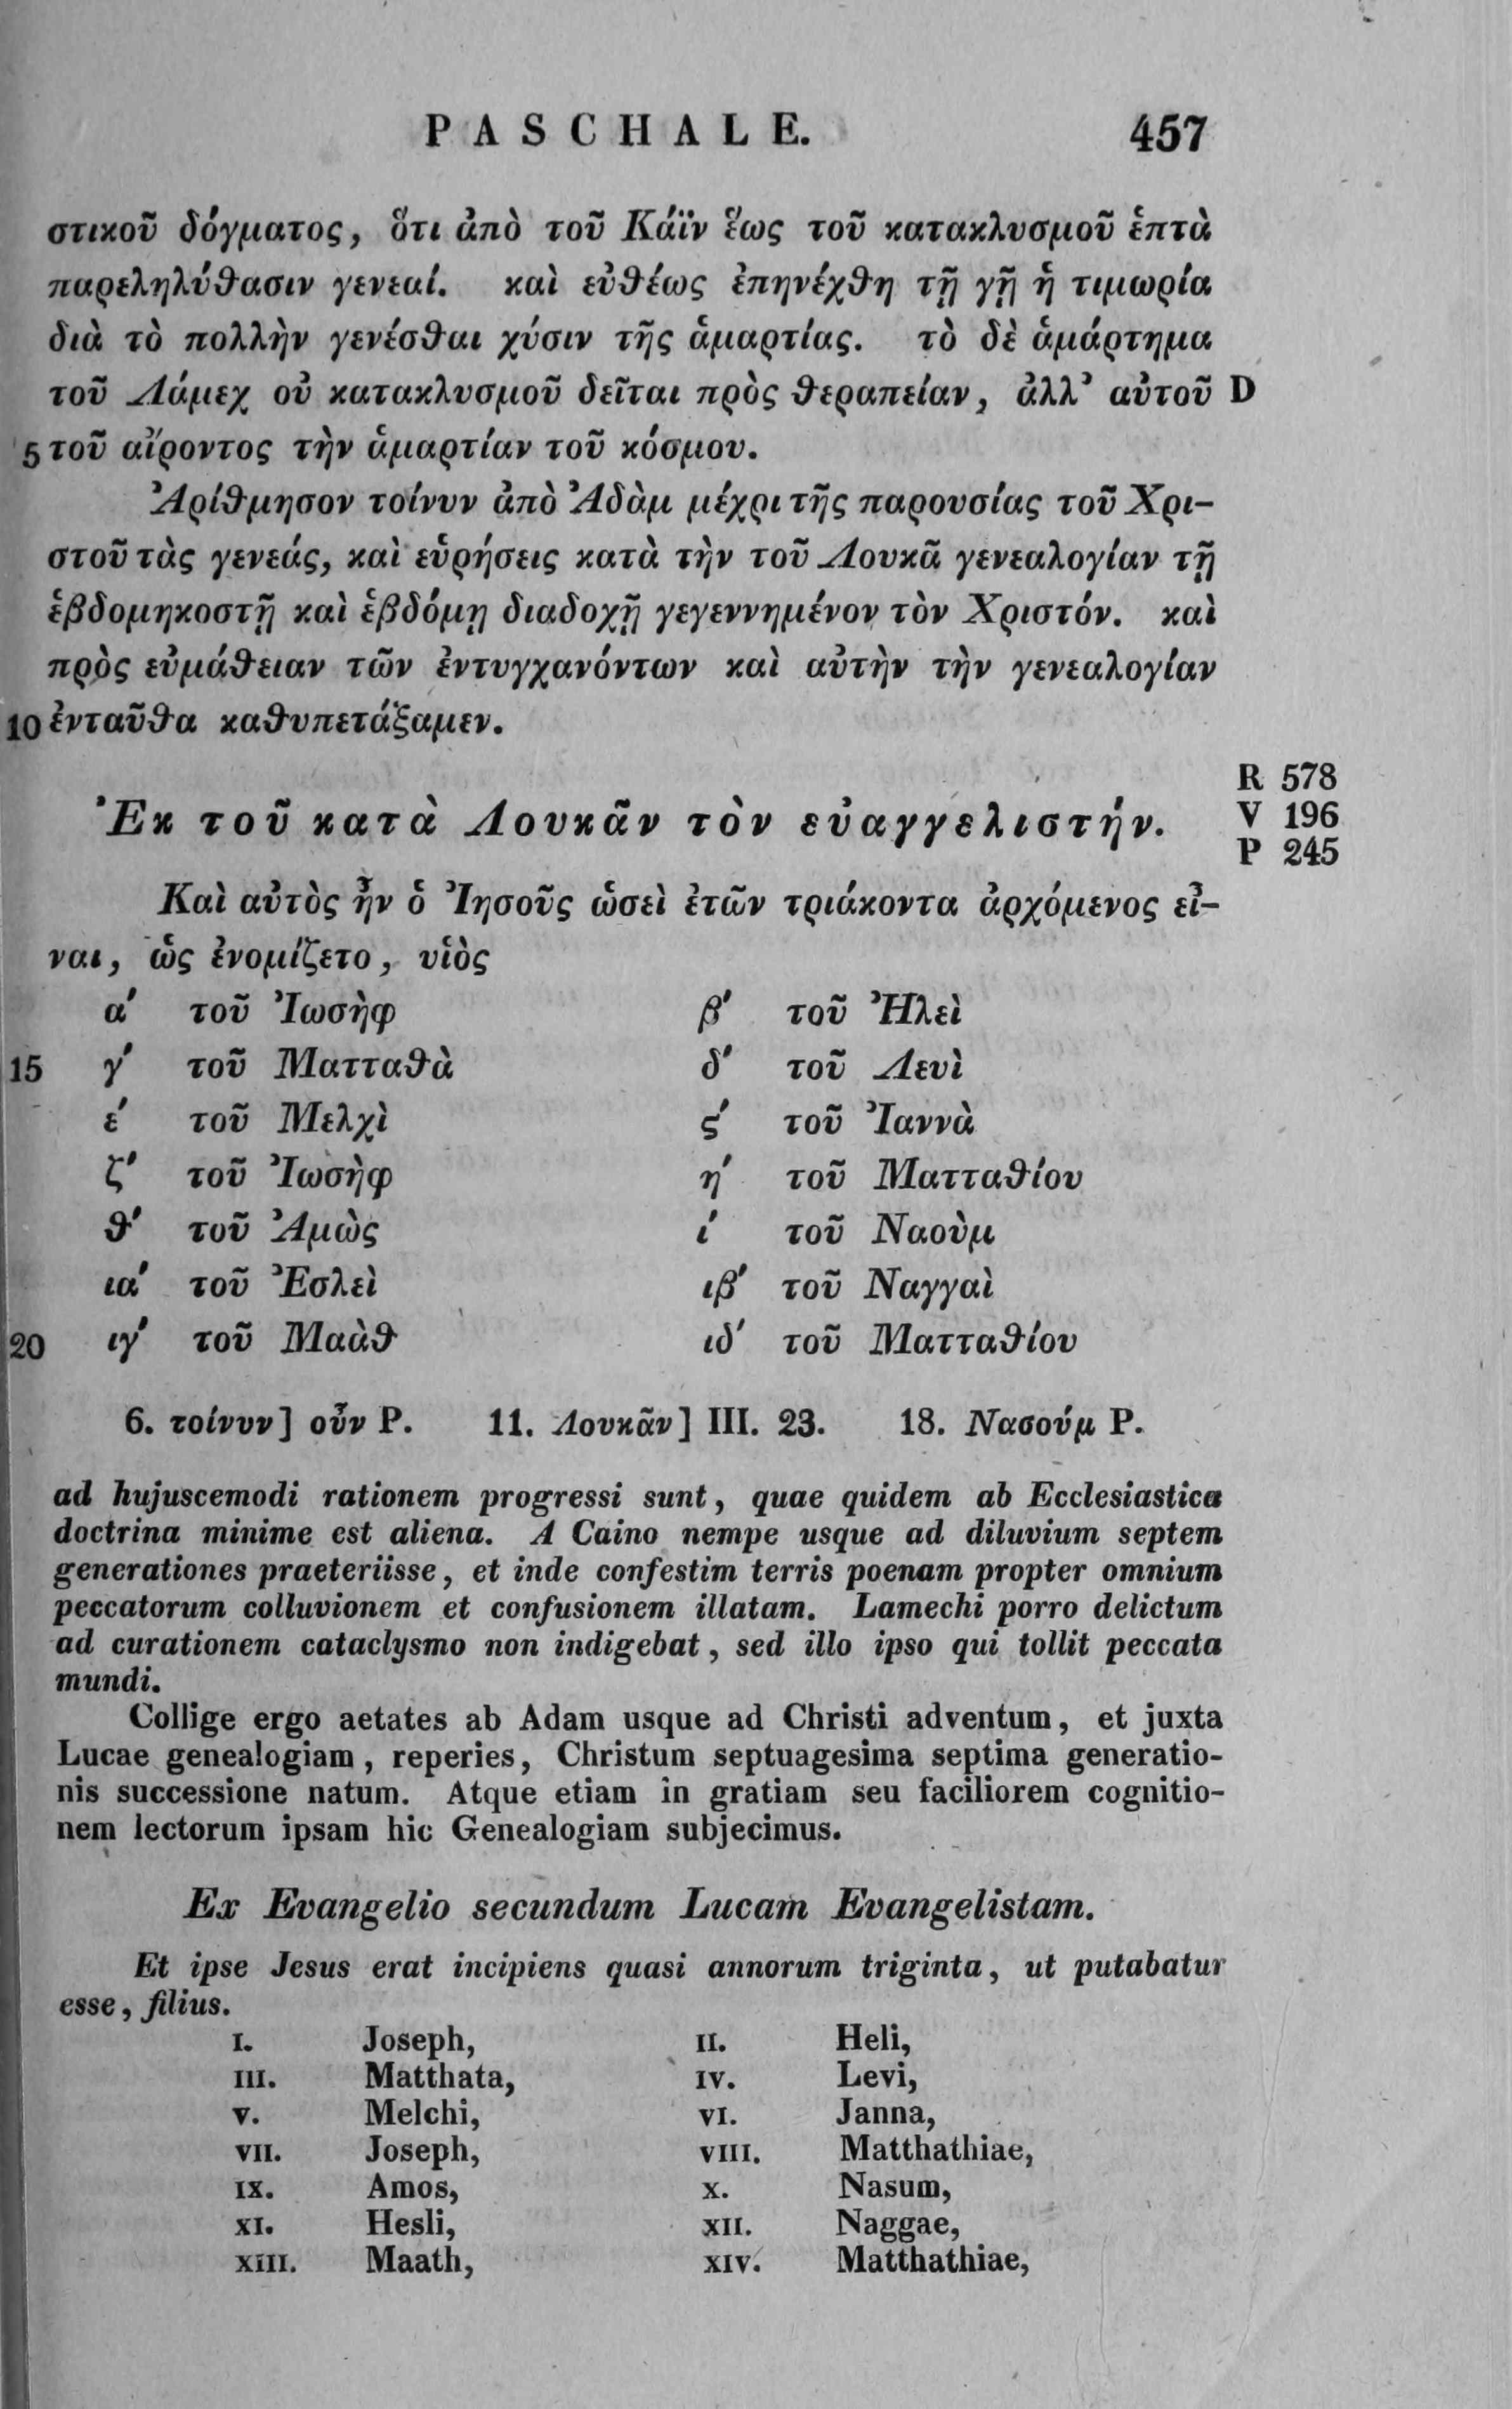 PASCHALE. 457
στικοῦ δόγματος, ὅτι ἀπὸ τοῦ Κάϊν ἕως τοῦ κατακλυσμοῦ ἑπτὰ
παρεληλύθασιν γενεαί. καὶ εὐθέως ἐπηνέχθη τῇ γῇ ἡ τιμωρία
διὰ τὸ πολλὴν γενέσθαι χύσιν τῆς ἁμαρτίας. τὸ δὲ ἁμάρτημα
τοῦ Λάμεχ οὐ κατακλυσμοῦ δεῖται πρὸς θεραπείαν, ἀλλ’ αὐτοῦ D
5 τοῦ αἴροντος τὴν ἁμαρτίαν τοῦ κόσμου.
Ἀρίθμησον τοίνυν ἀπὸ Ἀδὰμ μέχρι τῆς παρουσίας τοῦ Χρι-
στοῦ τὰς γενεάς, καὶ εὑρήσεις κατὰ τὴν τοῦ Λουκᾶ γενεαλογίαν τῇ
ἑβδομηκοστῇ καὶ ἑβδόμῃ διαδοχῇ γεγεννημένον τὸν Χριστόν. καὶ
πρὸς εὐμάθειαν τῶν ἐντυγχανόντων καὶ αὐτὴν τὴν γενεαλογίαν
10 ἐνταῦθα καθυπετάξαμεν.
R 578
Ἐκ τοῦ κατὰ Λουκᾶν τὸν εὐαγγελιστήν. V 196
P 245
Καὶ αὐτὸς ἦν ὁ Ἰησοῦς ὡσεὶ ἐτῶν τριάκοντα ἀρχόμενος εἶ-
ναι, ὡς ἐνομίζετο, υἱὸς
α′ τοῦ Ἰωσὴφ β′ τοῦ Ἠλεὶ
15 γ′ τοῦ Ματταθὰ δ′ τοῦ Λευὶ
ε′ τοῦ Μελχὶ ς′ τοῦ Ἰαννὰ
ζ′ τοῦ Ἰωσὴφ η′ τοῦ Ματταθίου
θ′ τοῦ Ἀμὼς ι′ τοῦ Ναοὺμ
ια′ τοῦ Ἐσλεὶ ιβ′ τοῦ Ναγγαὶ
20 ιγ′ τοῦ Μαὰθ ιδ′ τοῦ Ματταθίου
6. τοίνυν] οὖν P. 11. Λουκᾶν] III. 23. 18. Νασούμ P.
ad hujuscemodi rationem progressi sunt, quae quidem ab Ecclesiastica
doctrina minime est aliena. A Caino nempe usque ad diluvium septem
generationes praeteriisse, et inde confestim terris poenam propter omnium
peccatorum colluvionem et confusionem illatam. Lamechi porro delictum
ad curationem cataclysmo non indigebat, sed illo ipso qui tollit peccata
mundi.
Collige ergo aetates ab Adam usque ad Christi adventum, et juxta
Lucae genealogiam, reperies, Christum septuagesima septima generatio-
nis successione natum. Atque etiam in gratiam seu faciliorem cognitio-
nem lectorum ipsam hic Genealogiam subjecimus.
Ex Evangelio secundum Lucam Evangelistam.
Et ipse Jesus erat incipiens quasi annorum triginta, ut putabatur
esse, filius.
I. Joseph, II. Heli,
III. Matthata, IV. Levi,
V. Melchi, VI. Janna,
VII. Joseph, VIII. Matthathiae,
IX. Amos, X. Nasum,
XI. Hesli, XII. Naggae,
XIII. Maath, XIV. Matthathiae,